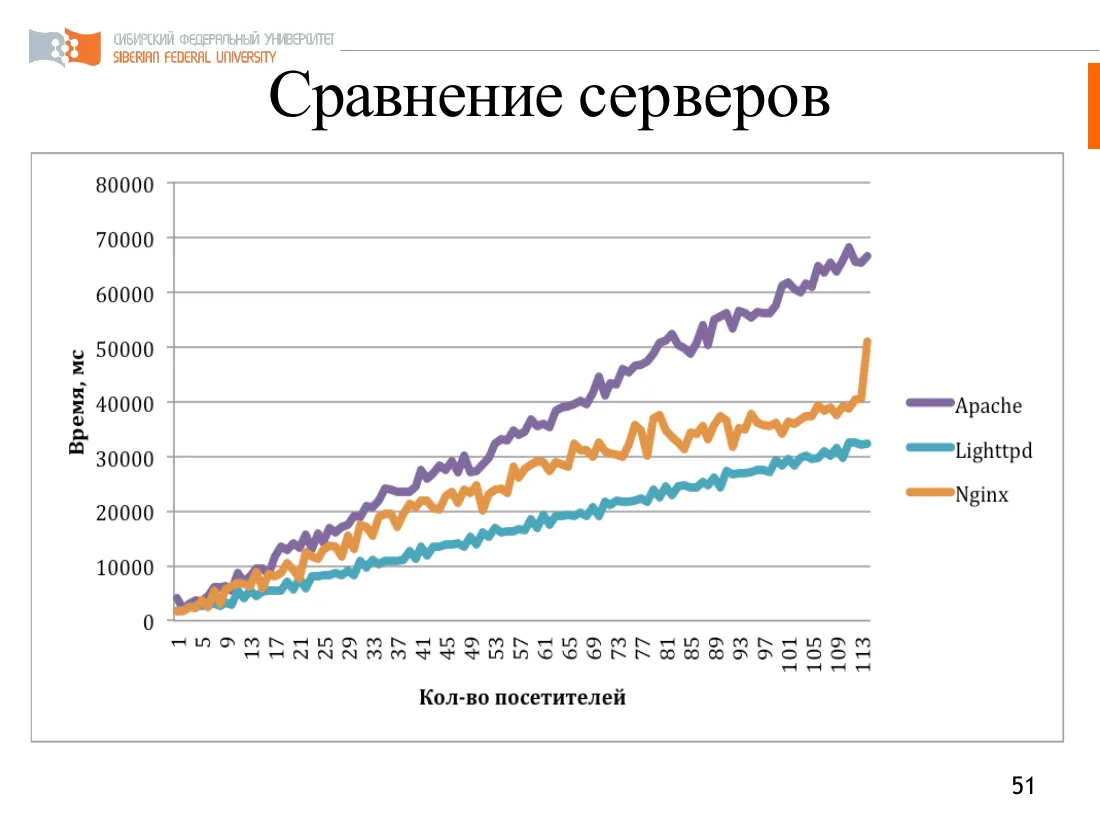 СИБИРСКИЙ ФЕДЕРАЛЬНЫЙ УНИВЕРСИТЕТ
SIBERIAN FEDERAL UNIVERSITY
Сравнение серверов
80000
70000
60000
50000
40000
30000
20000
10000
0
Время, мс
1 5 9 13 17 21 25 29 33 37 41 45 49 53 57 61 65 69 73 77 81 85 89 93 97 101 105 109 113
Кол-во посетителей
Apache
Lighttpd
Nginx
51